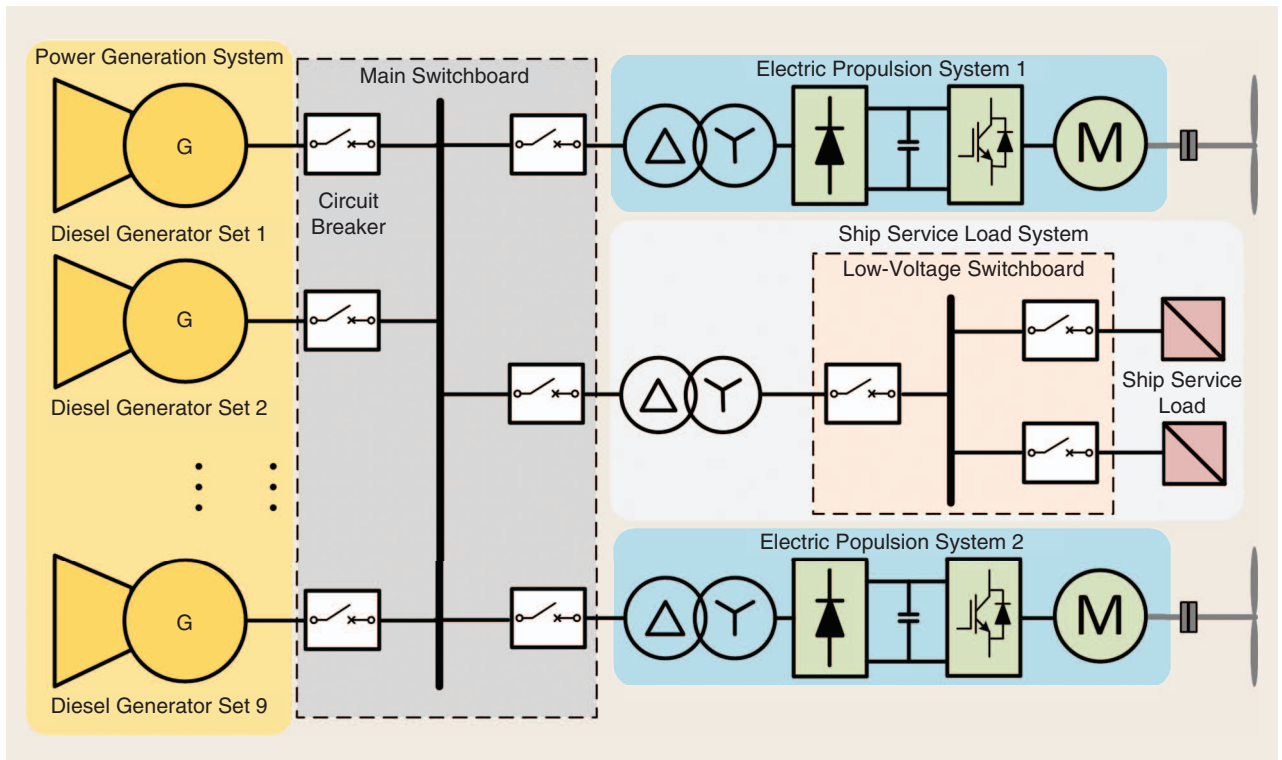 Power Generation System
G
Diesel Generator Set 1
G
Diesel Generator Set 2
G
Diesel Generator Set 9
Main Switchboard
Circuit
Breaker
Electric Propulsion System 1
M
Ship Service Load System
Low-Voltage Switchboard
Ship Service
Load
Electric Populsion System 2
M